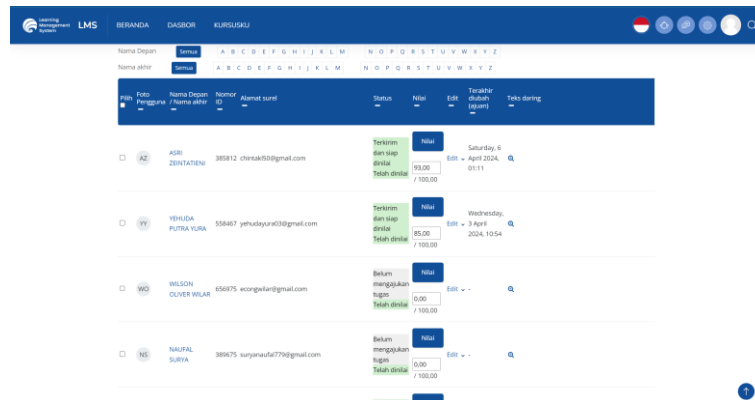 Learning
Management
System
LMS
BERANDA DASBOR KURSUSKU
Nama Depan Semua A B C D E F G H I J K L M N O P Q R S T U V W X Y Z
Nama akhir Semua A B C D E F G H I J K L M N O P Q R S T U V W X Y Z
Pilih Foto Pengguna Nama Depan / Nama akhir Nomor ID Alamat surel Status Nilai Edit Terakhir diubah (ajuan) Teks daring
AZ ASRI ZEINTATIENI 385812 chintaki50@gmail.com Terkirim dan siap dinilai Telah dinilai Nilai 93,00 / 100,00 Edit Saturday, 6 April 2024, 01:11
YY YEHUDA PUTRA YURA 558467 yehudayura03@gmail.com Terkirim dan siap dinilai Telah dinilai Nilai 85,00 / 100,00 Edit Wednesday, 3 April 2024, 10:54
WO WILSON OLIVER WILAR 656975 econgwilar@gmail.com Belum mengajukan tugas Telah dinilai Nilai 0,00 / 100,00 Edit -
NS NAUFAL SURYA 389675 suryanaufal779@gmail.com Belum mengajukan tugas Telah dinilai Nilai 0,00 / 100,00 Edit -